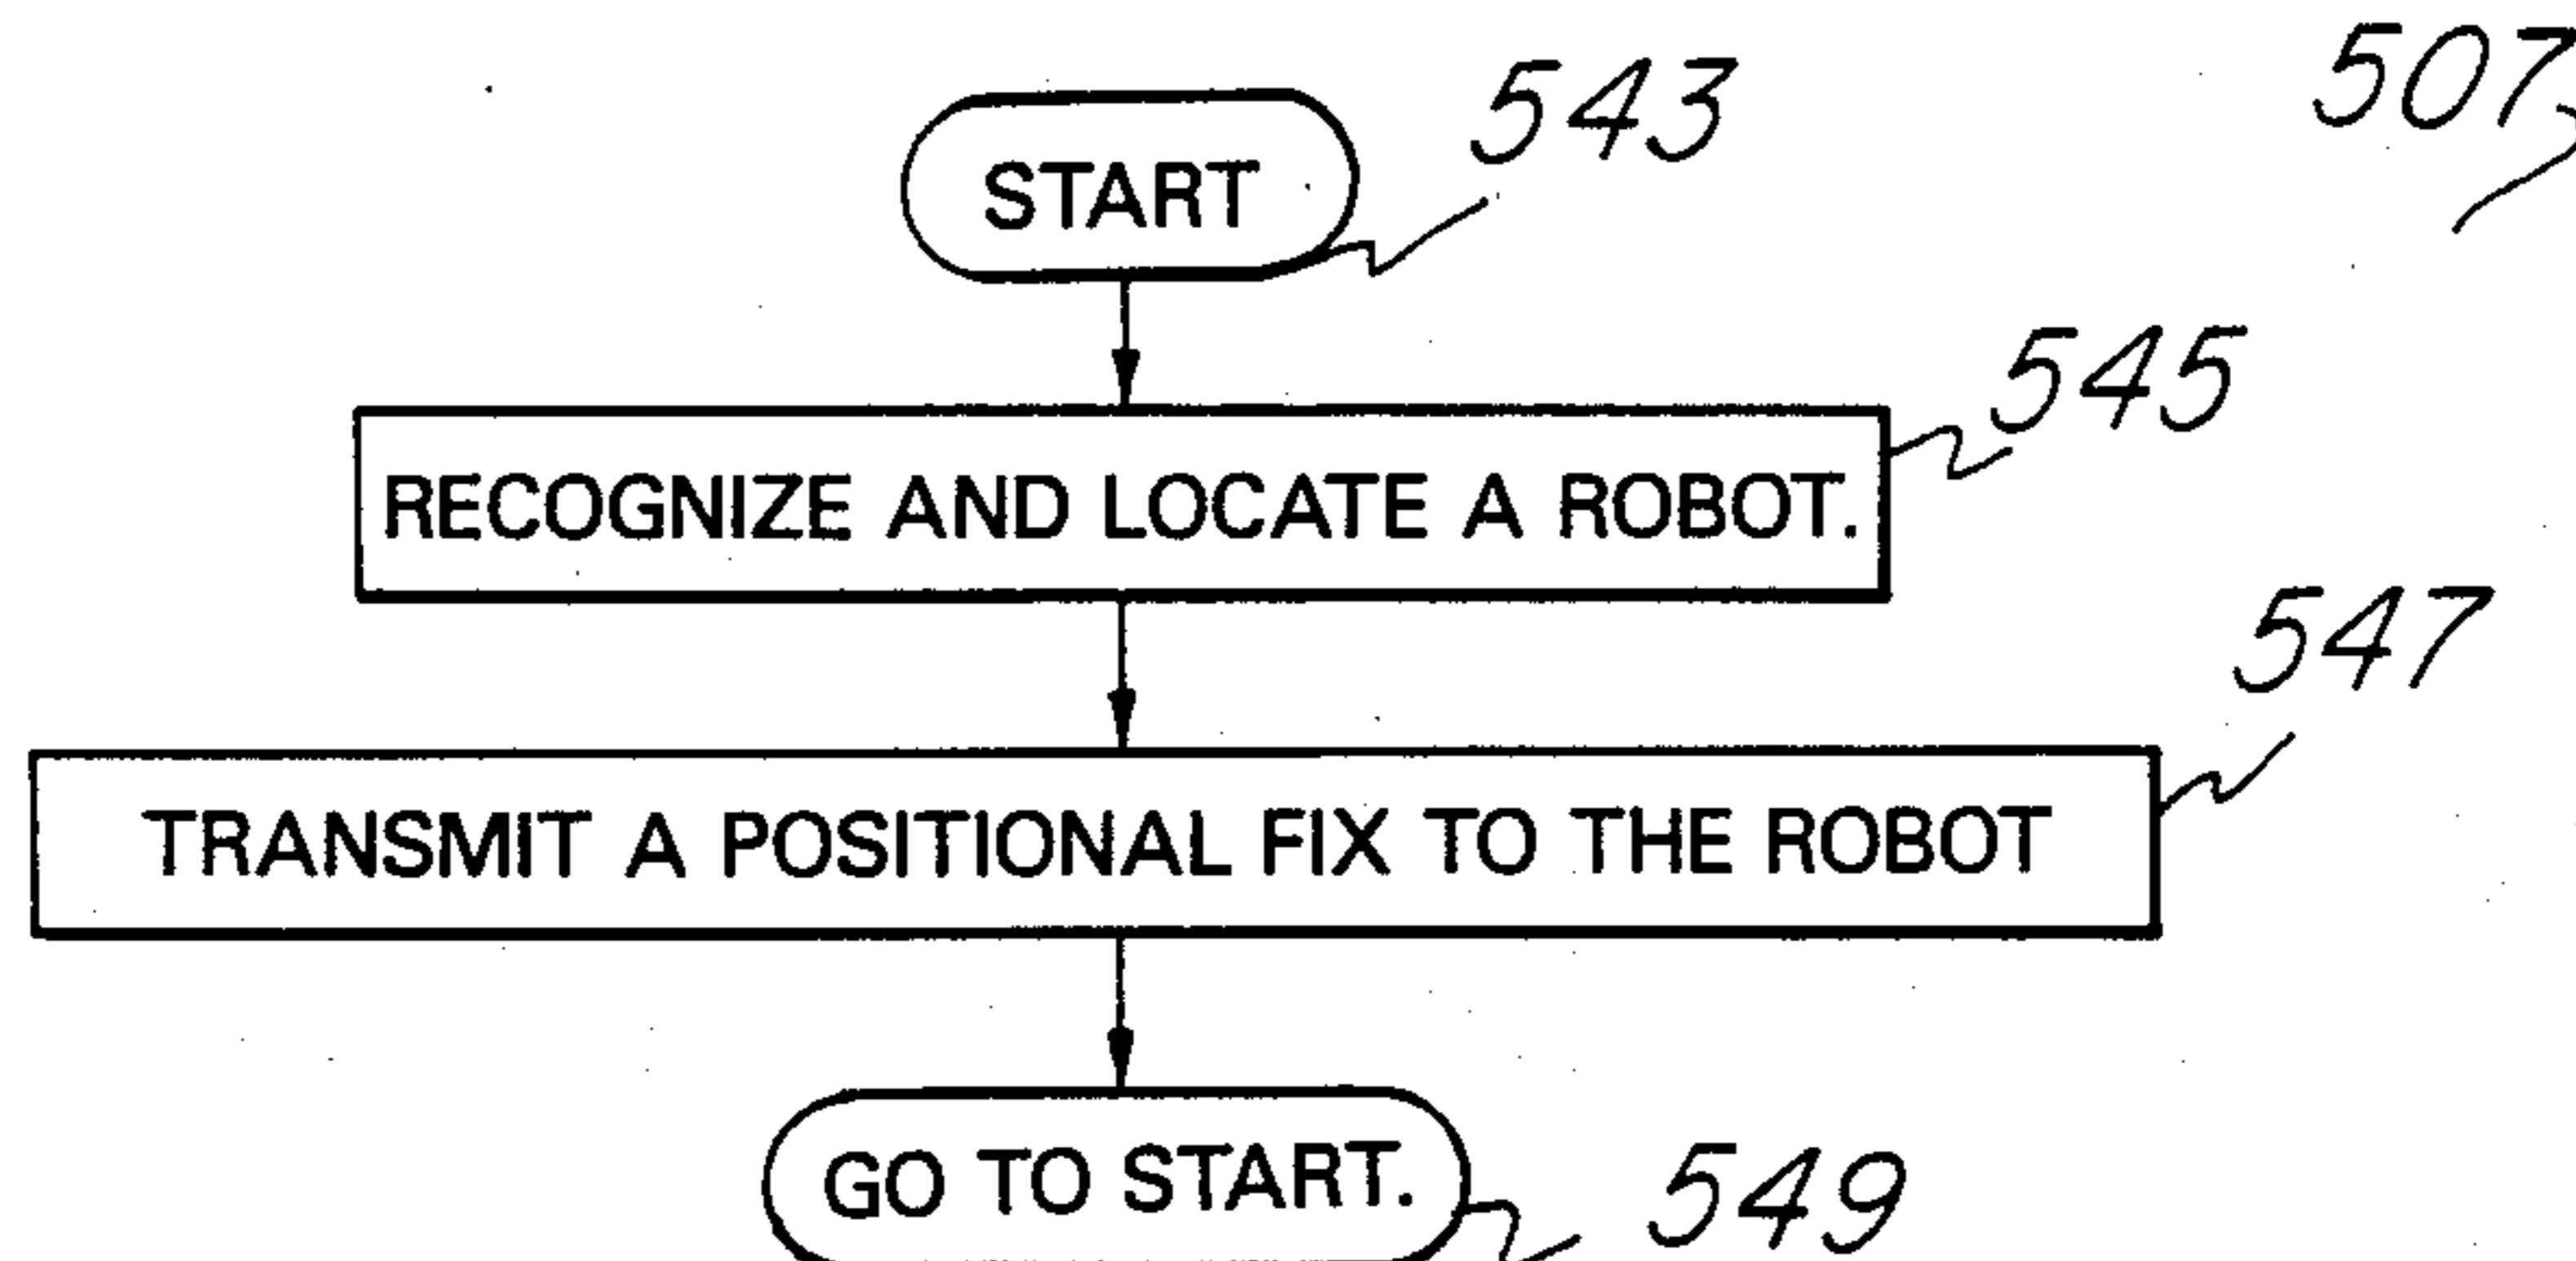 507
543
START
545
RECOGNIZE AND LOCATE A ROBOT.
547
TRANSMIT A POSITIONAL FIX TO THE ROBOT
GO TO START.
549